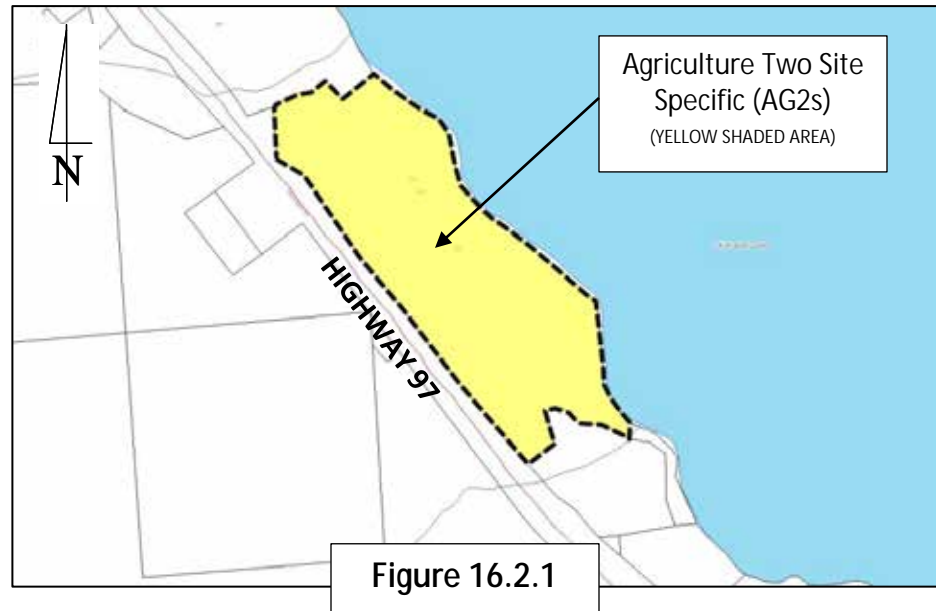 Agriculture Two Site
Specific (AG2s)
(YELLOW SHADED AREA)
N
HIGHWAY 97
Figure 16.2.1